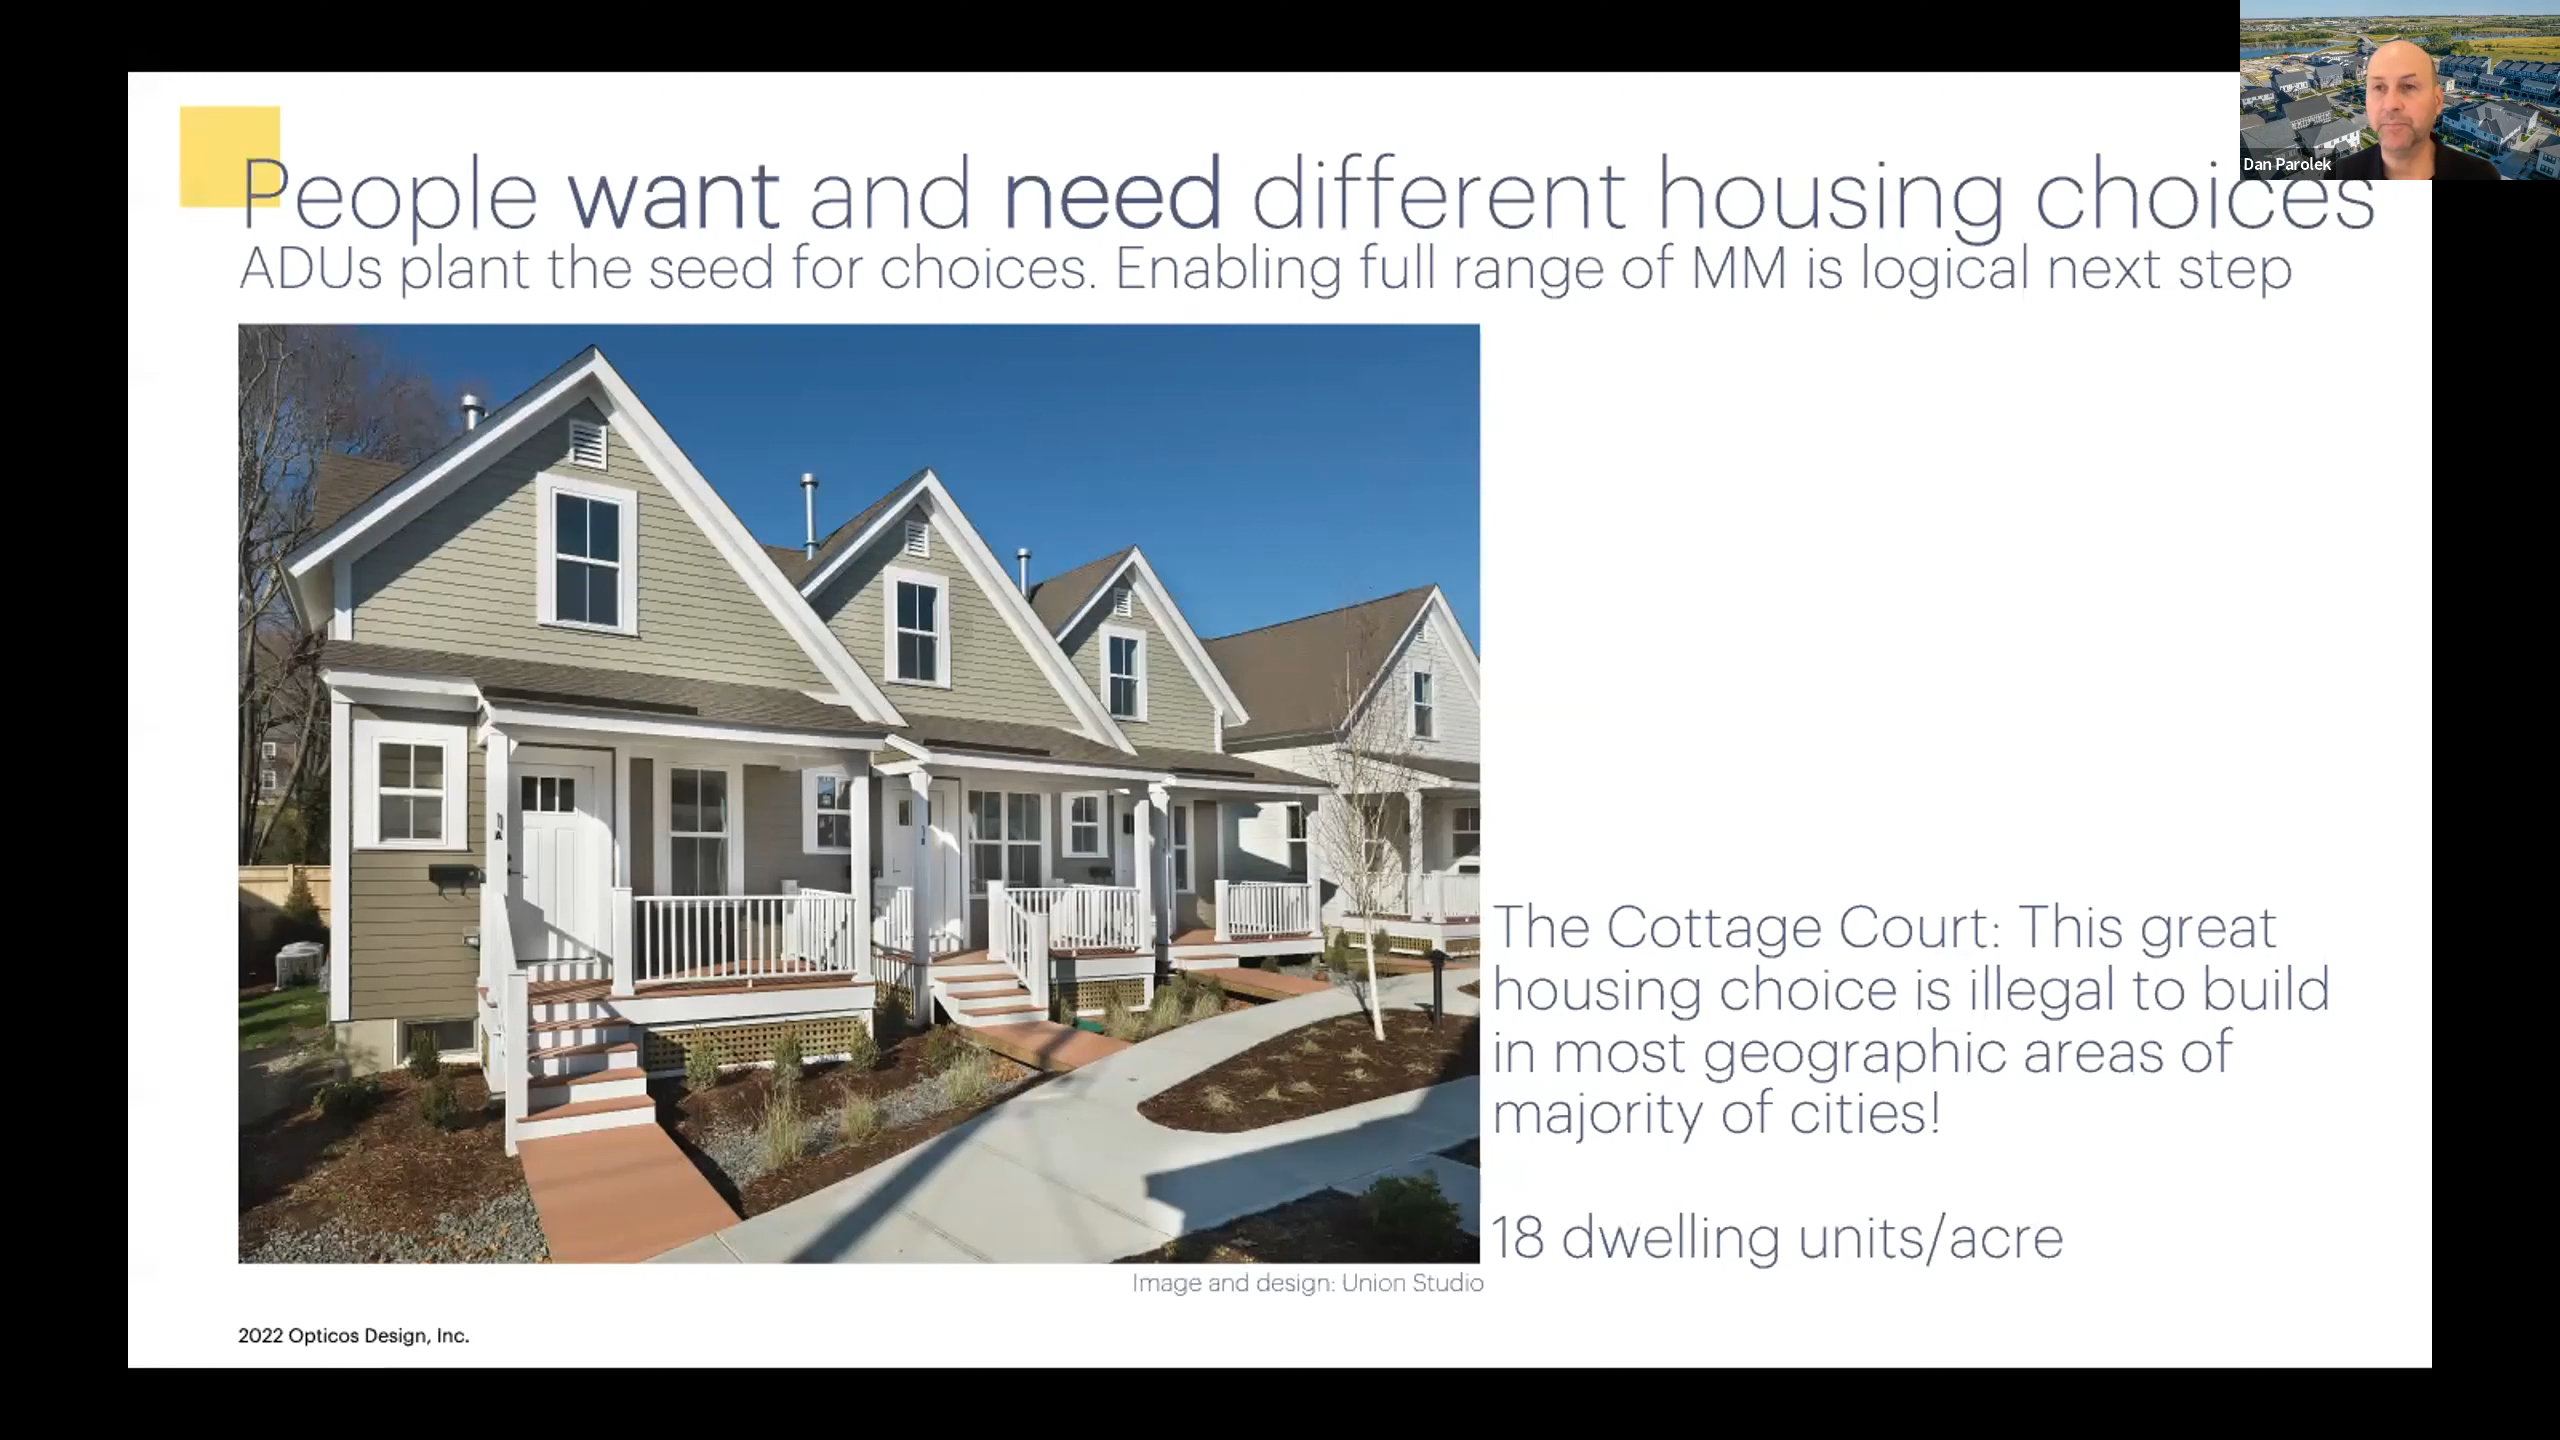 Dan Parolek
People want and need different housing choices
ADUs plant the seed for choices. Enabling full range of MM is logical next step
The Cottage Court: This great
housing choice is illegal to build
in most geographic areas of
majority of cities!
18 dwelling units/acre
Image and design: Union Studio
2022 Opticos Design, Inc.